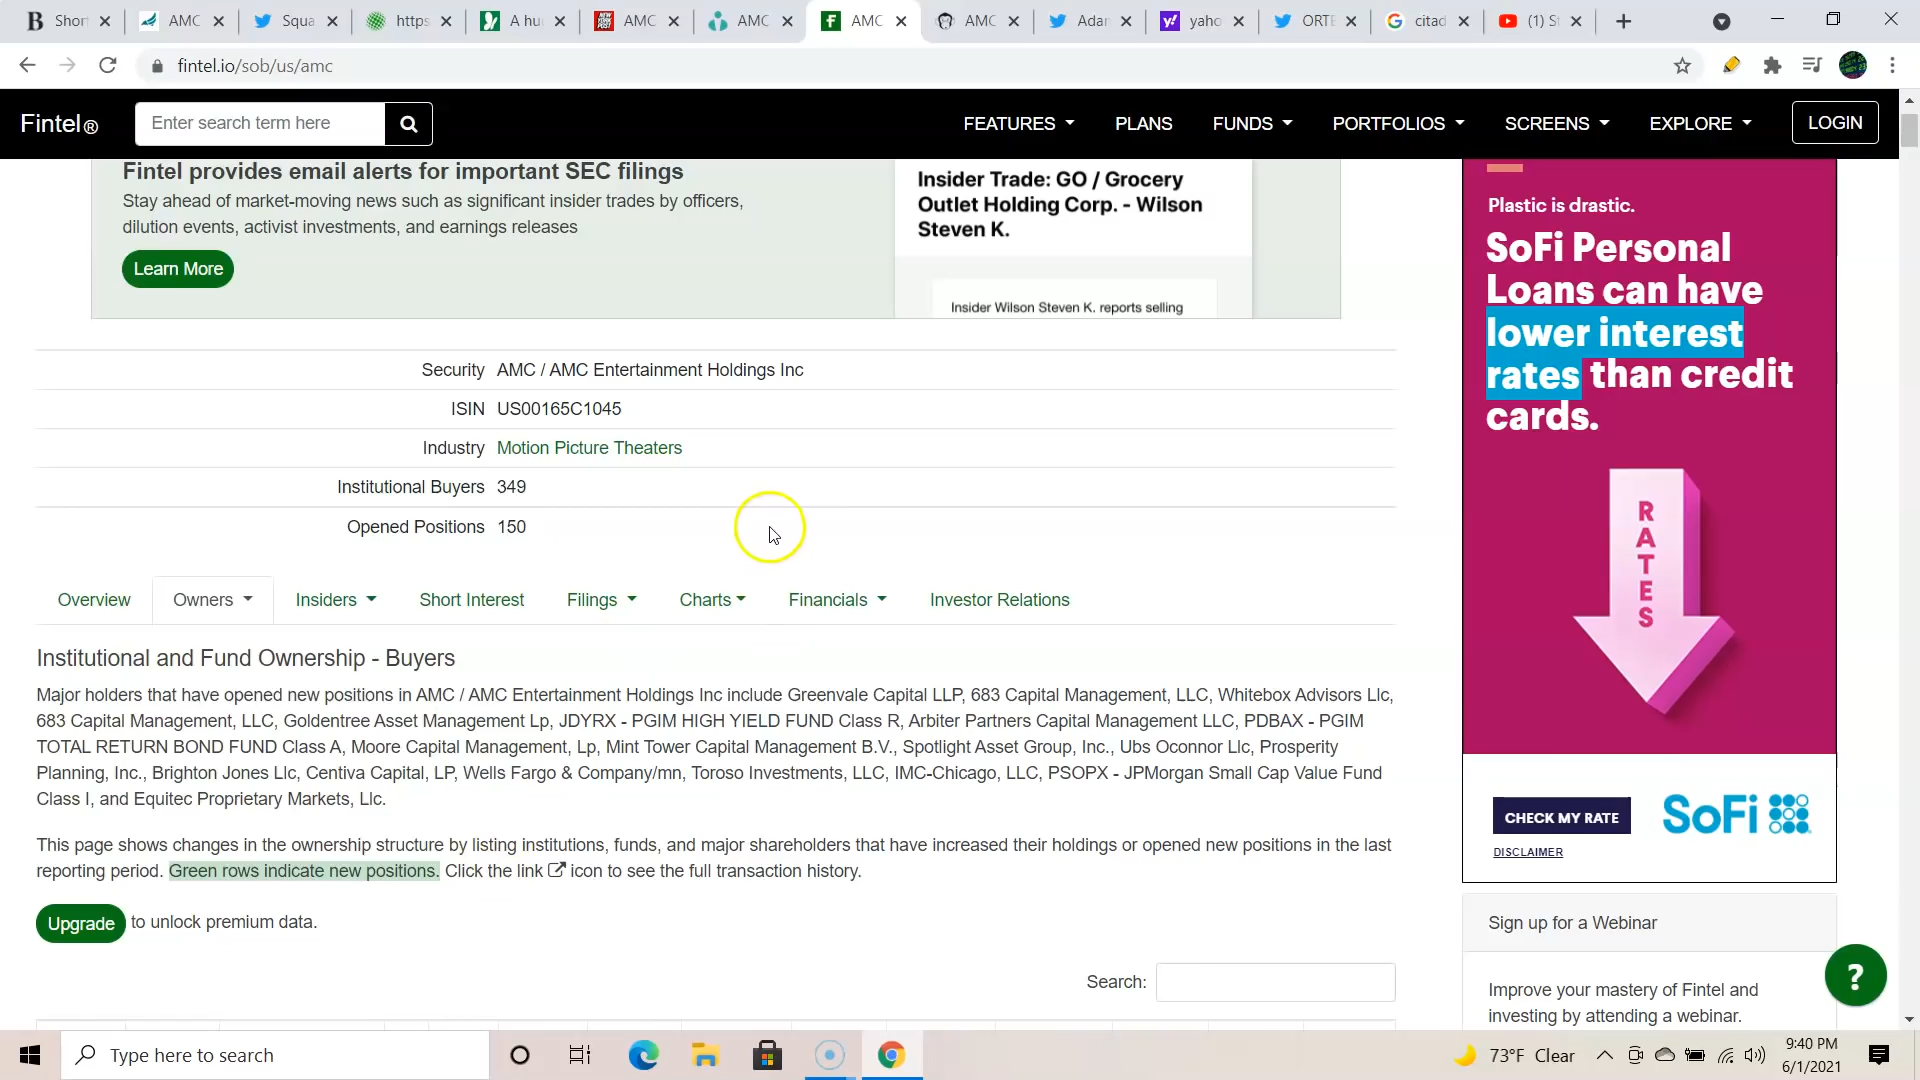 Shor
AMC
Squa
https
A hu
AMC
AMC
AMC
AMC
Adar
yaho
ORTE
citad
(1) St
fintel.io/sob/us/amc
Fintel®
Enter search term here
FEATURES
PLANS
FUNDS
PORTFOLIOS
SCREENS
EXPLORE
LOGIN
Fintel provides email alerts for important SEC filings
Stay ahead of market-moving news such as significant insider trades by officers,
dilution events, activist investments, and earnings releases
Learn More
Insider Trade: GO / Grocery
Outlet Holding Corp. - Wilson
Steven K.
Insider Wilson Steven K. reports selling
Security AMC / AMC Entertainment Holdings Inc
ISIN US00165C1045
Industry Motion Picture Theaters
Institutional Buyers 349
Opened Positions 150
Overview
Owners
Insiders
Short Interest
Filings
Charts
Financials
Investor Relations
Institutional and Fund Ownership - Buyers
Major holders that have opened new positions in AMC / AMC Entertainment Holdings Inc include Greenvale Capital LLP, 683 Capital Management, LLC, Whitebox Advisors Llc,
683 Capital Management, LLC, Goldentree Asset Management Lp, JDYRX - PGIM HIGH YIELD FUND Class R, Arbiter Partners Capital Management LLC, PDBAX - PGIM
TOTAL RETURN BOND FUND Class A, Moore Capital Management, Lp, Mint Tower Capital Management B.V., Spotlight Asset Group, Inc., Ubs Oconnor Llc, Prosperity
Planning, Inc., Brighton Jones Llc, Centiva Capital, LP, Wells Fargo & Company/mn, Toroso Investments, LLC, IMC-Chicago, LLC, PSOPX - JPMorgan Small Cap Value Fund
Class I, and Equitec Proprietary Markets, Llc.
This page shows changes in the ownership structure by listing institutions, funds, and major shareholders that have increased their holdings or opened new positions in the last
reporting period. Green rows indicate new positions. Click the link icon to see the full transaction history.
Upgrade to unlock premium data.
Search:
Plastic is drastic.
SoFi Personal
Loans can have
lower interest
rates than credit
cards.
RATES
CHECK MY RATE
SoFi
DISCLAIMER
Sign up for a Webinar
Improve your mastery of Fintel and
investing by attending a webinar.
?
Type here to search
73°F Clear
9:40 PM
6/1/2021